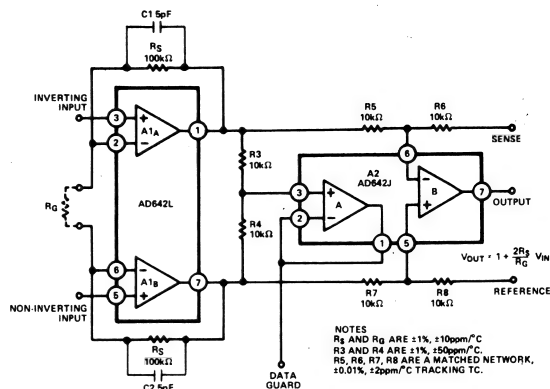 C1 5pF
RS
100kΩ
INVERTING
INPUT
3
+
A1A
1
2
−
R5
10kΩ
R6
10kΩ
SENSE
R3
10kΩ
A2
AD642J
6
RG
AD642L
3
+
A
2
−
−
B
7
OUTPUT
+
R4
10kΩ
1
5
VOUT = 1 + 2RS/RG VIN
6
−
A1B
7
5
+
NON-INVERTING
INPUT
R7
10kΩ
R8
10kΩ
REFERENCE
RS
100kΩ
C2 5pF
DATA
GUARD
NOTES
RS AND RG ARE ±1%, ±10ppm/°C
R3 AND R4 ARE ±1%, ±50ppm/°C.
R5, R6, R7, R8 ARE A MATCHED NETWORK,
±0.01%, ±2ppm/°C TRACKING TC.